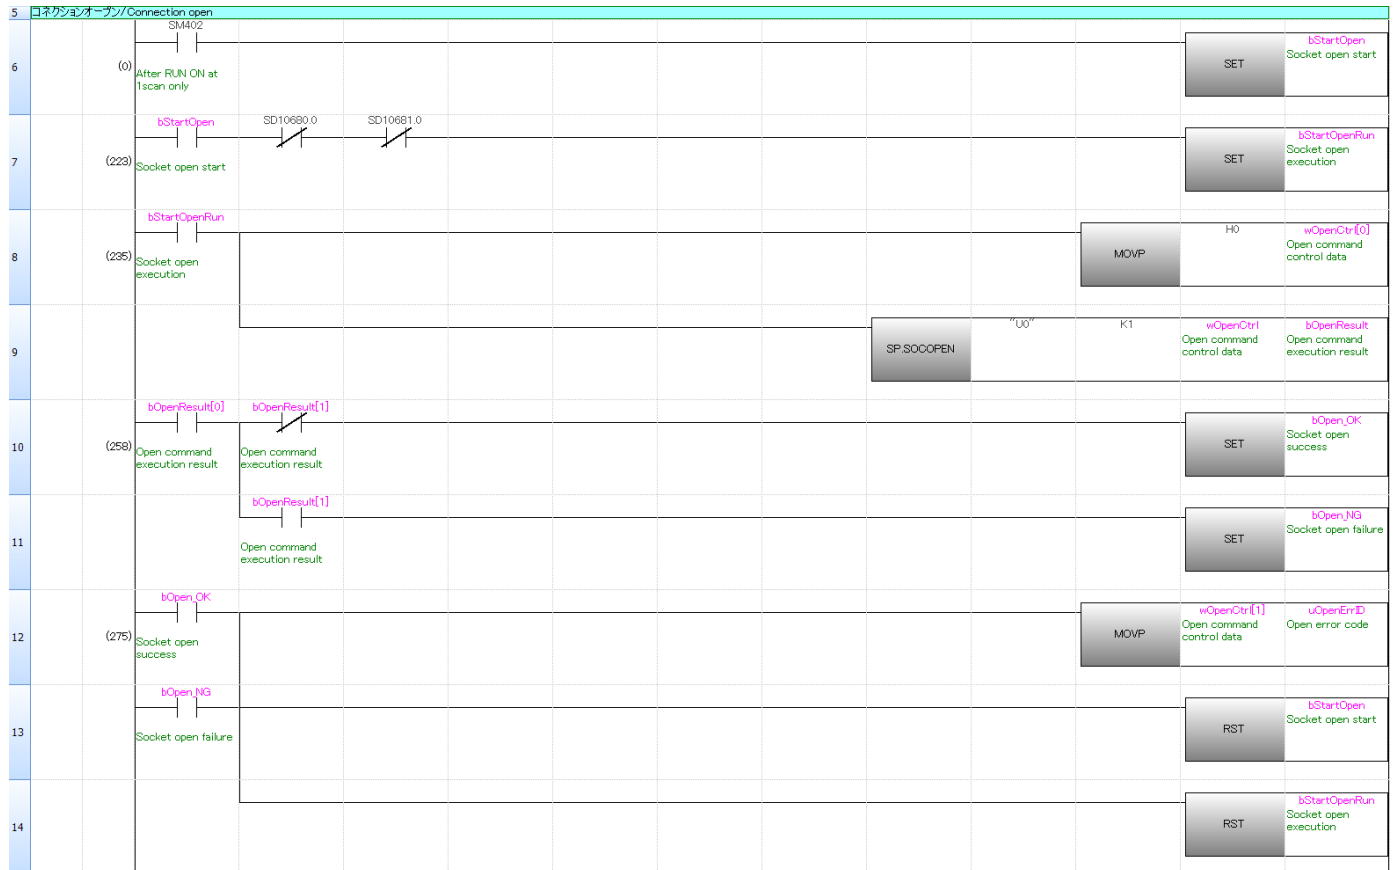 5 コネクションオープン/Connection open
SM402
bStartOpen
6 (0) After RUN ON at
1scan only
SET
Socket open start
bStartOpen SD10680.0 SD10681.0
bStartOpenRun
7 (223) Socket open start
SET
Socket open
execution
bStartOpenRun
H0 wOpenCtrl[0]
8 (235) Socket open
execution
MOVP
Open command
control data
"U0" K1 wOpenCtrl bOpenResult
9 SP.SOCOPEN
Open command
control data
Open command
execution result
bOpenResult[0] bOpenResult[1]
bOpen_OK
10 (258) Open command
execution result
Open command
execution result
SET
Socket open
success
bOpenResult[1]
bOpen_NG
11 Open command
execution result
SET
Socket open failure
bOpen_OK
wOpenCtrl[1] uOpenErrID
12 (275) Socket open
success
MOVP
Open command
control data
Open error code
bOpen_NG
bStartOpen
13 Socket open failure
RST
Socket open start
bStartOpenRun
14 RST
Socket open
execution